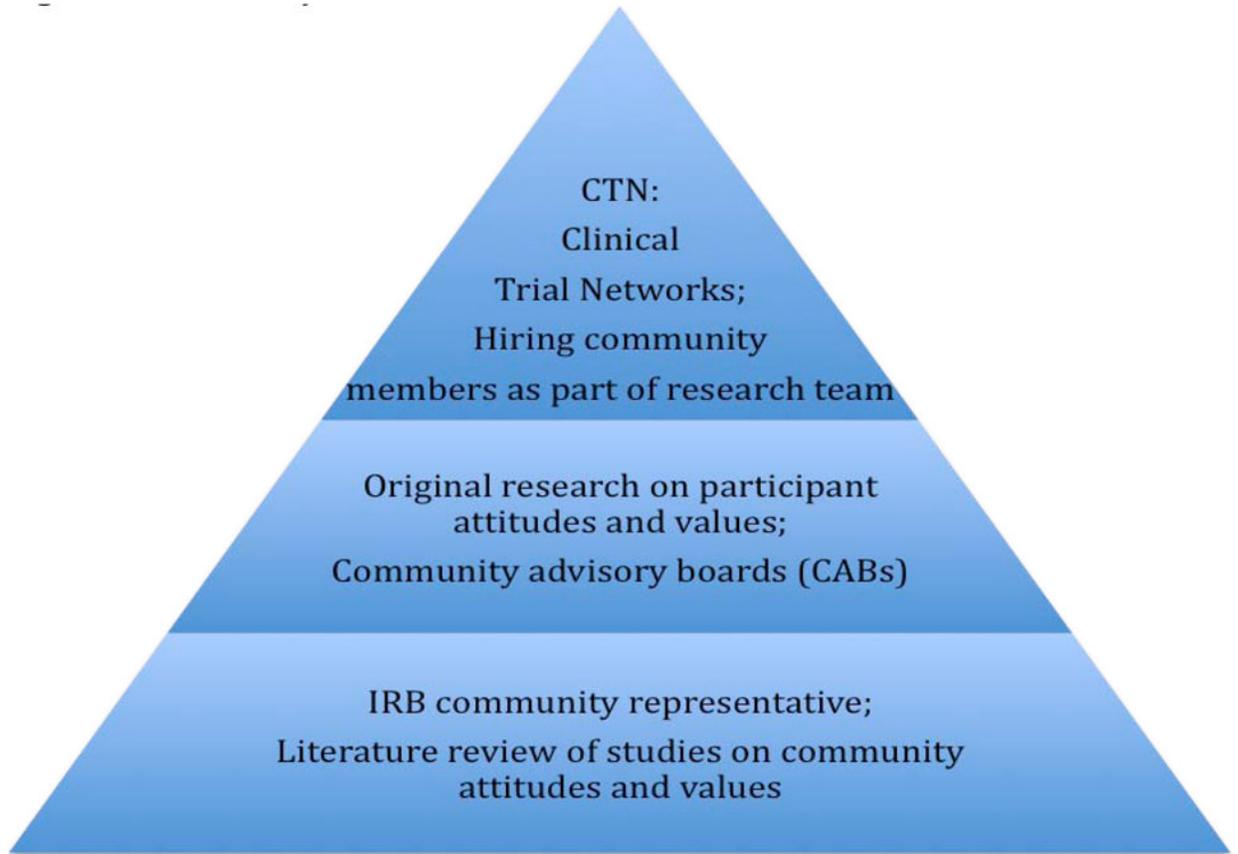 CTN:
Clinical
Trial Networks;
Hiring community
members as part of research team
Original research on participant
attitudes and values;
Community advisory boards (CABs)
IRB community representative;
Literature review of studies on community
attitudes and values